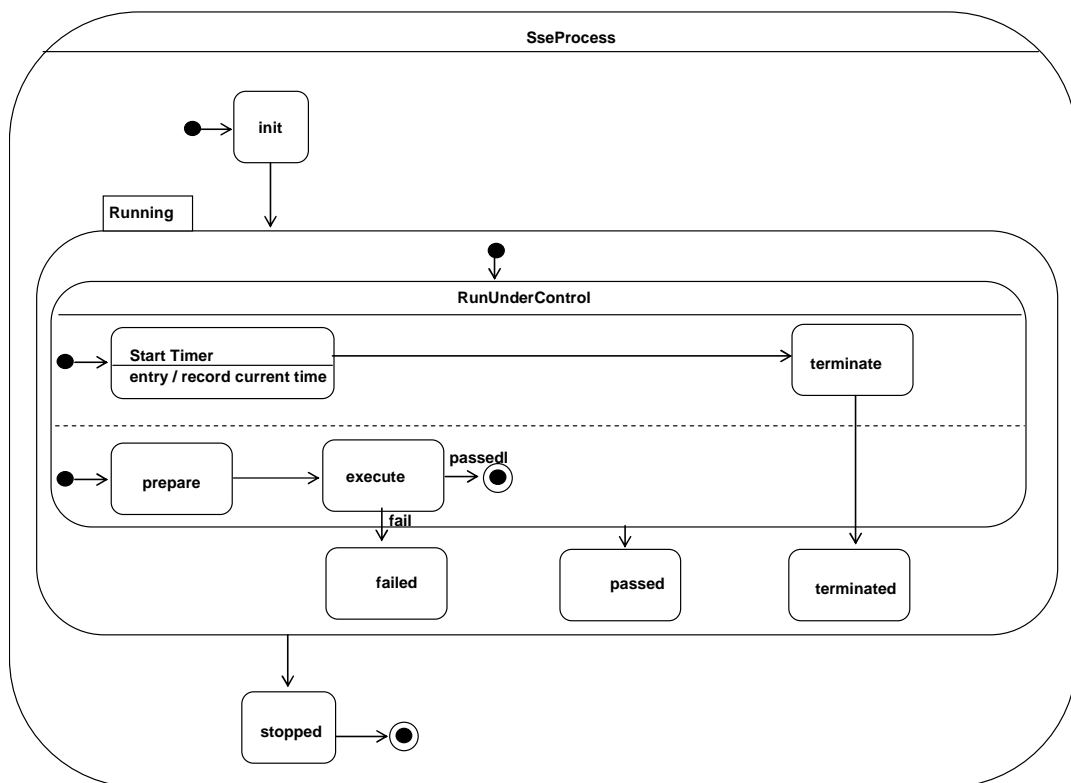 SseProcess
init
Running
RunUnderControl
Start Timer
entry / record current time
terminate
prepare
execute
passedl
fail
failed
passed
terminated
stopped